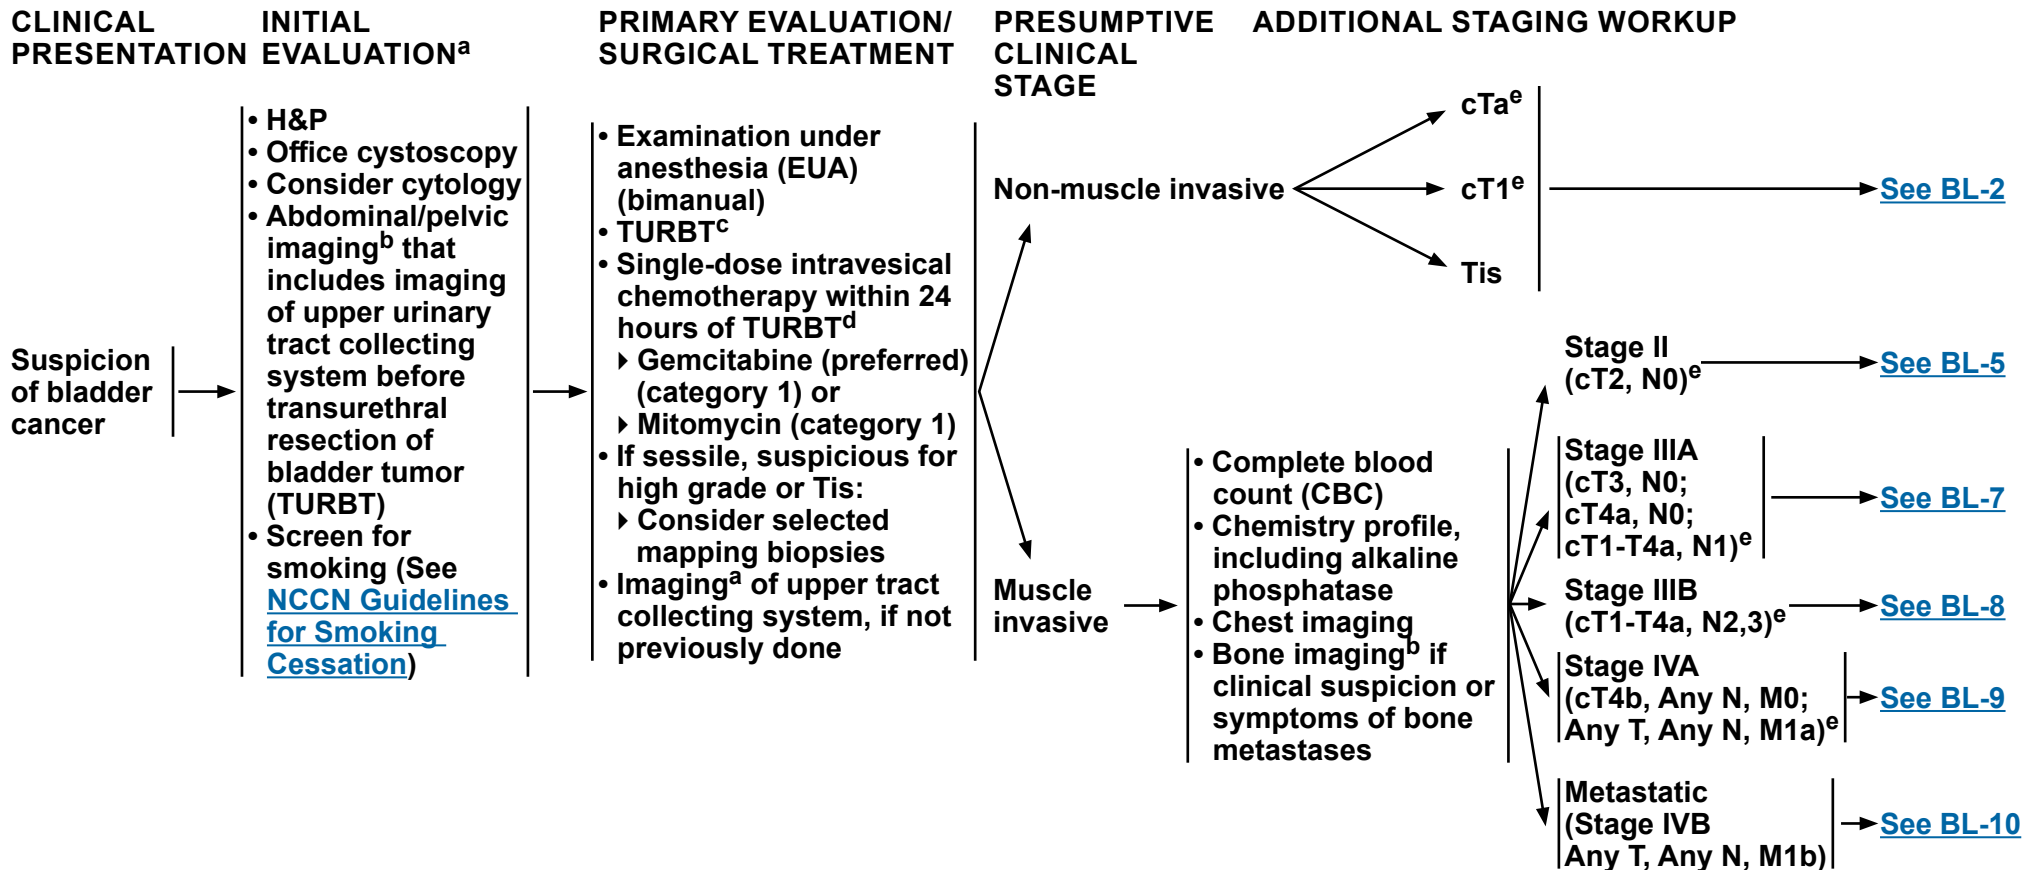 CLINICAL
PRESENTATION
INITIAL
EVALUATIONa
PRIMARY EVALUATION/
SURGICAL TREATMENT
PRESUMPTIVE
CLINICAL
STAGE
ADDITIONAL STAGING WORKUP
Suspicion
of bladder
cancer
• H&P
• Office cystoscopy
• Consider cytology
• Abdominal/pelvic
imagingb that
includes imaging
of upper urinary
tract collecting
system before
transurethral
resection of
bladder tumor
(TURBT)
• Screen for
smoking (See
NCCN Guidelines
for Smoking
Cessation)
• Examination under
anesthesia (EUA)
(bimanual)
• TURBTc
• Single-dose intravesical
chemotherapy within 24
hours of TURBTd
▸ Gemcitabine (preferred)
(category 1) or
▸ Mitomycin (category 1)
• If sessile, suspicious for
high grade or Tis:
▸ Consider selected
mapping biopsies
• Imaginga of upper tract
collecting system, if not
previously done
Non-muscle invasive
cTae
cT1e
Tis
See BL-2
Muscle
invasive
• Complete blood
count (CBC)
• Chemistry profile,
including alkaline
phosphatase
• Chest imaging
• Bone imagingb if
clinical suspicion or
symptoms of bone
metastases
Stage II
(cT2, N0)e
See BL-5
Stage IIIA
(cT3, N0;
cT4a, N0;
cT1-T4a, N1)e
See BL-7
Stage IIIB
(cT1-T4a, N2,3)e
See BL-8
Stage IVA
(cT4b, Any N, M0;
Any T, Any N, M1a)e
See BL-9
Metastatic
(Stage IVB
Any T, Any N, M1b)
See BL-10